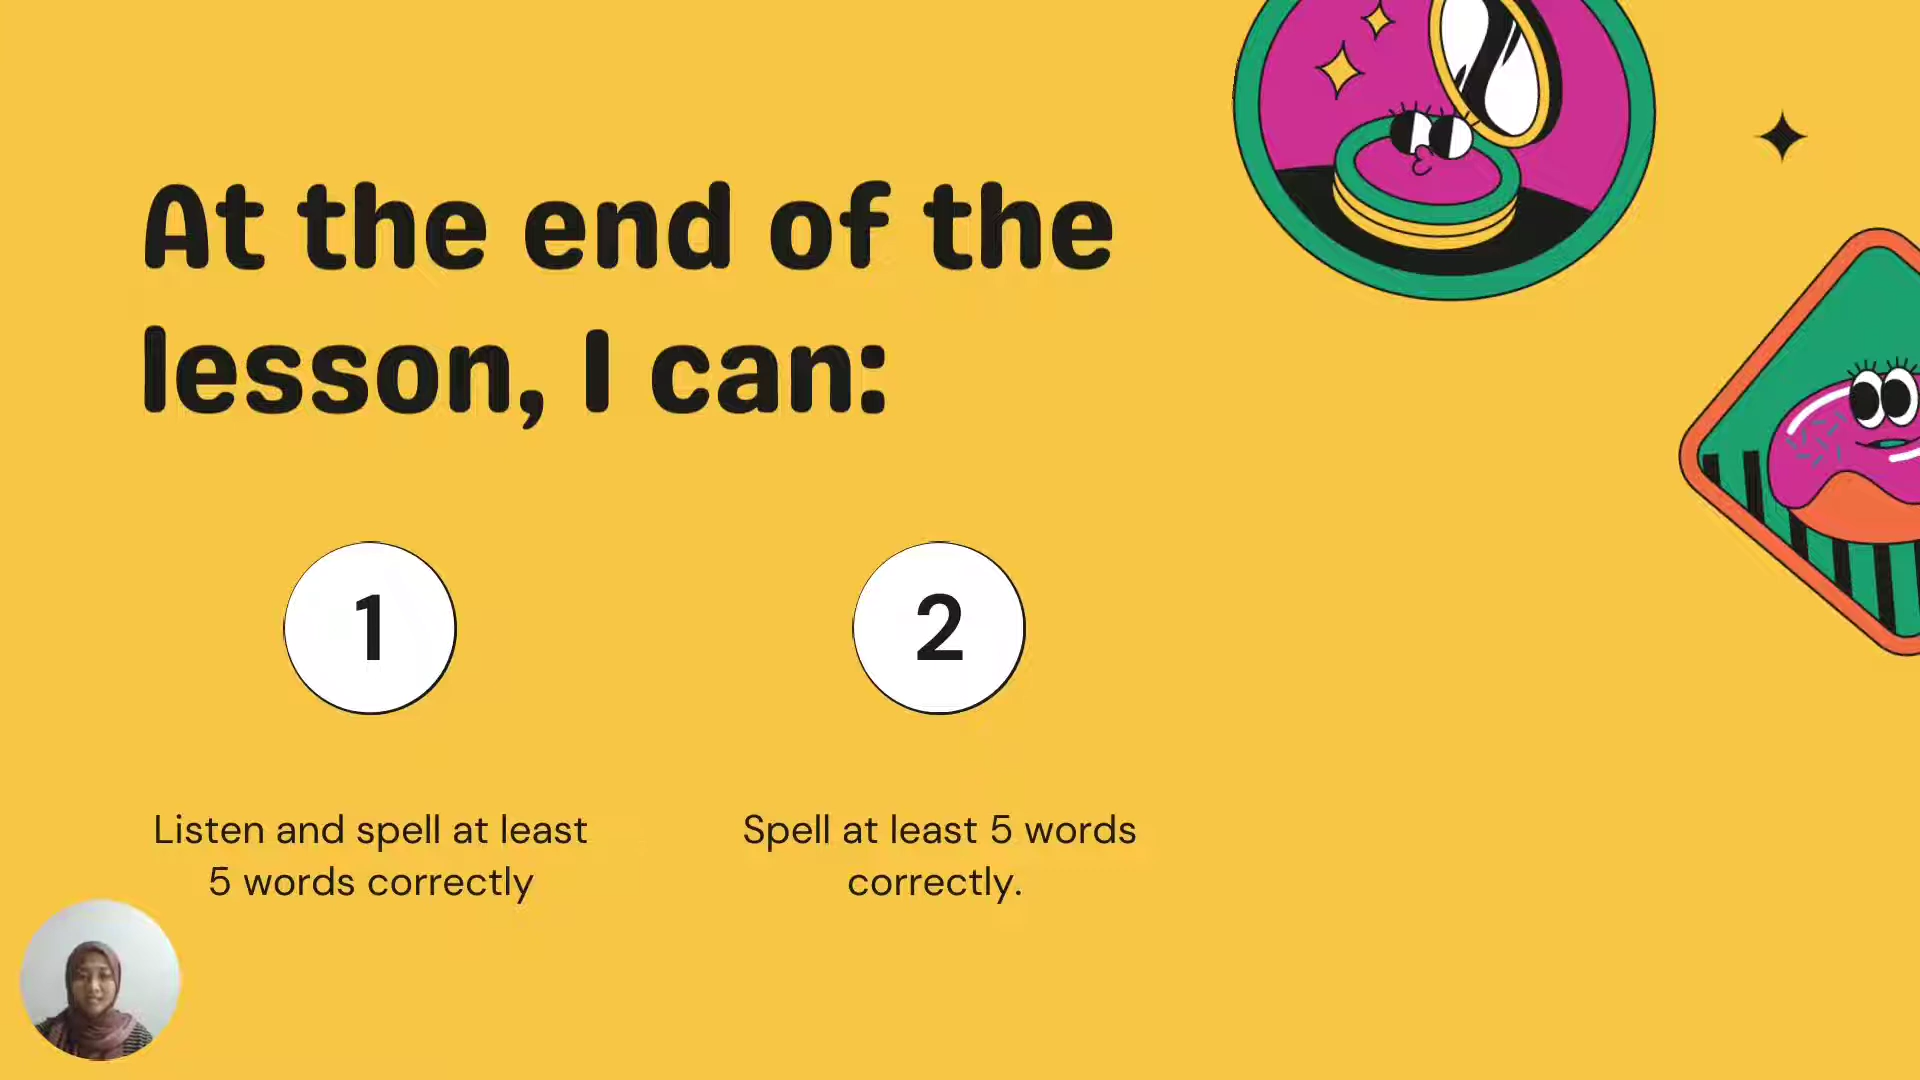 At the end of the
lesson, I can:
1
2
Listen and spell at least
5 words correctly
Spell at least 5 words
correctly.